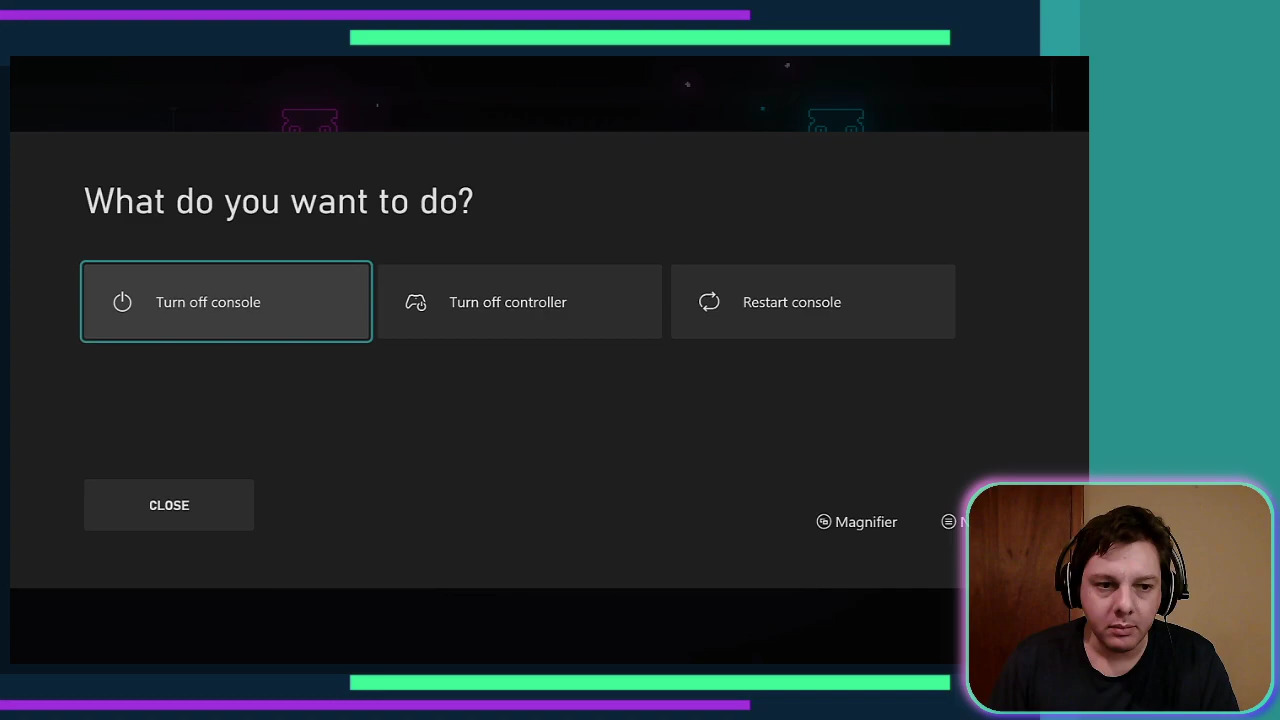 What do you want to do?
Turn off console
Turn off controller
Restart console
CLOSE
Magnifier